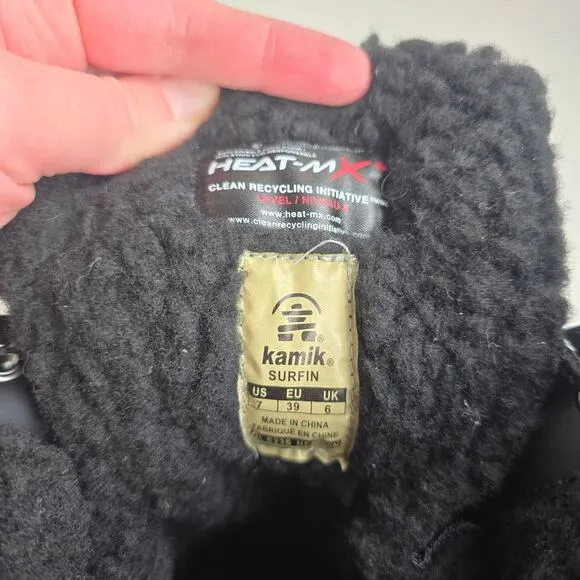 HEAT-MX
CLEAN RECYCLING INITIATIVE
LEVEL /
www.heat-mx.com
kamik®
SURFIN
US EU UK
7 39 6
MADE IN CHINA
FABRIQUÉ EN CHINE